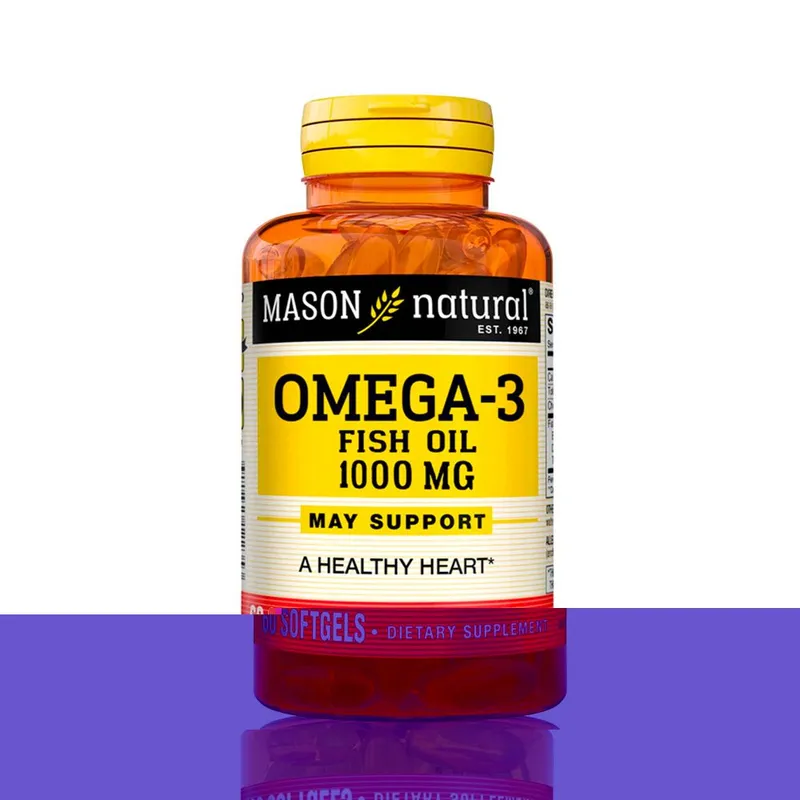 MASON natural®
EST. 1967
OMEGA-3
FISH OIL
1000 MG
MAY SUPPORT
A HEALTHY HEART*
60 SOFTGELS • DIETARY SUPPLEMENT